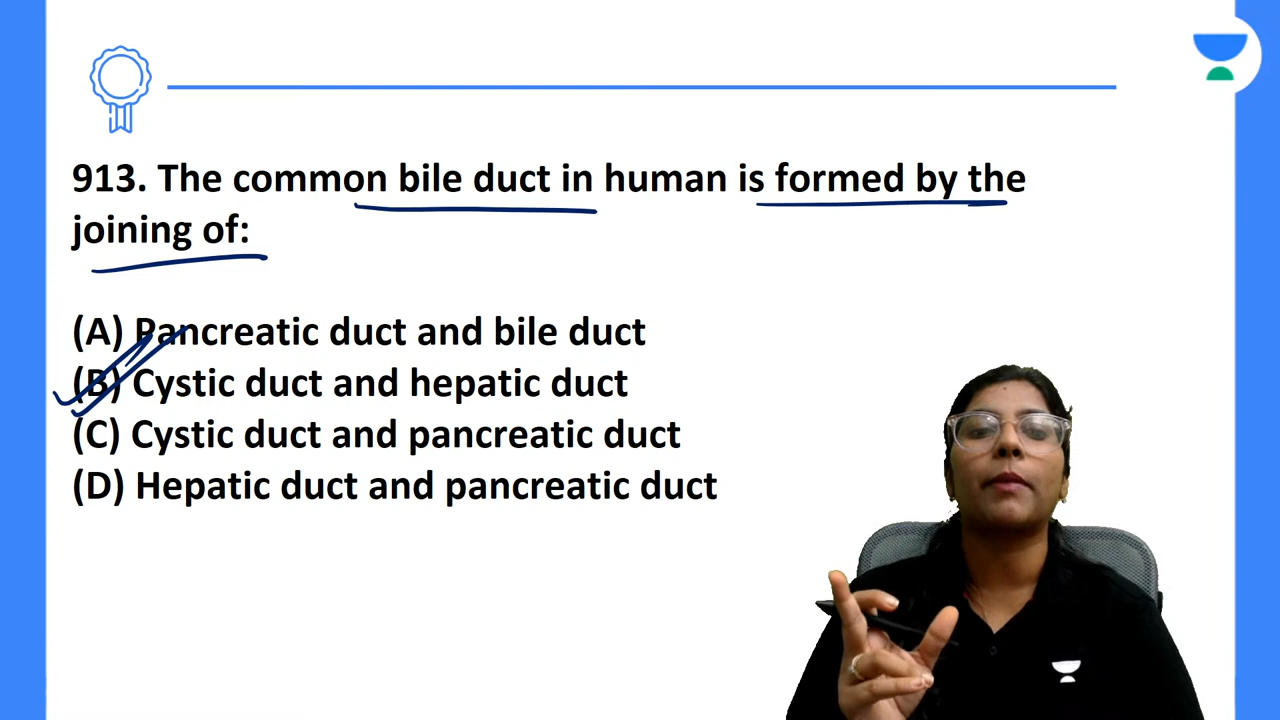 913. The common bile duct in human is formed by the
joining of:
(A) Pancreatic duct and bile duct
(B) Cystic duct and hepatic duct
(C) Cystic duct and pancreatic duct
(D) Hepatic duct and pancreatic duct